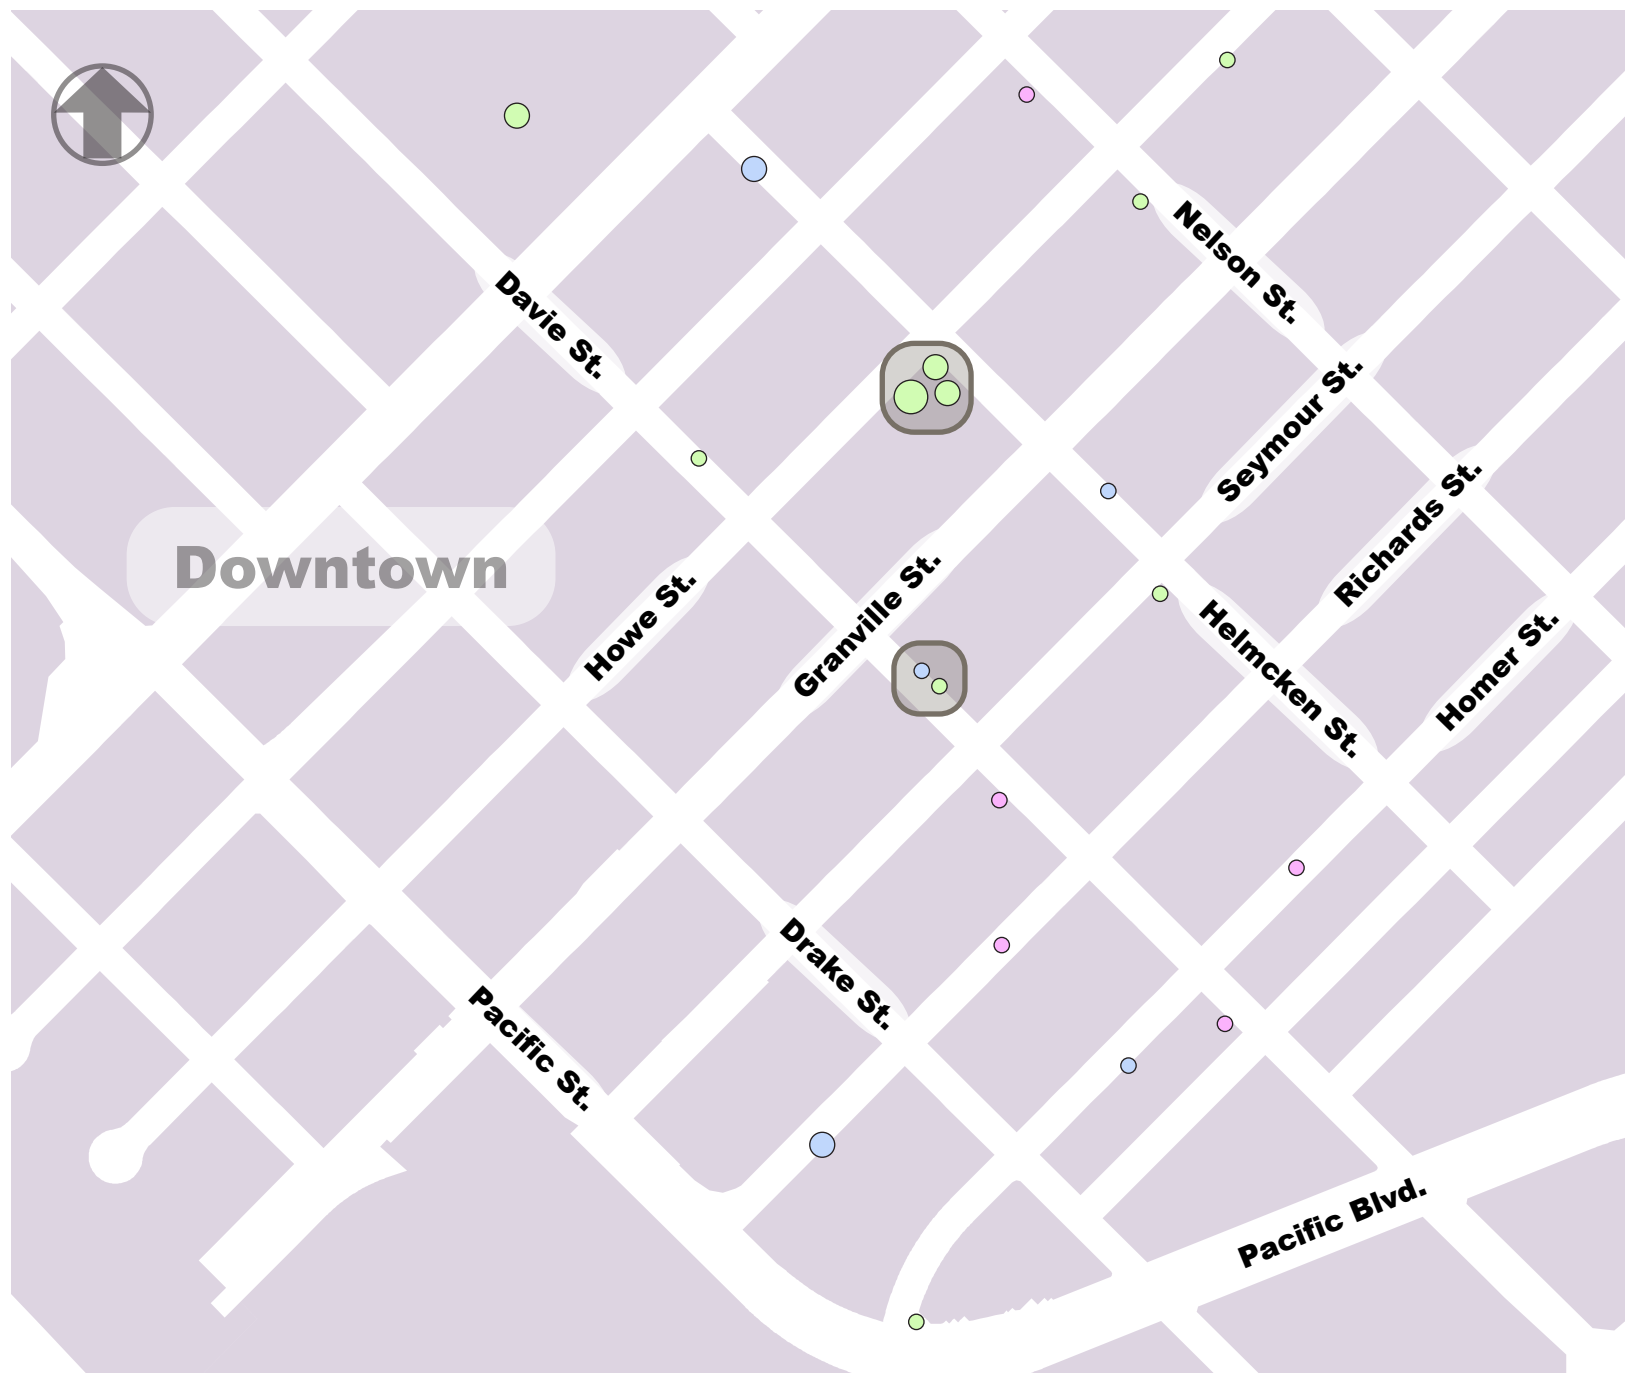 Nelson St.
Davie St.
Seymour St.
Richards St.
Downtown
Howe St.
Granville St.
Helmcken St.
Homer St.
Drake St.
Pacific St.
Pacific Blvd.